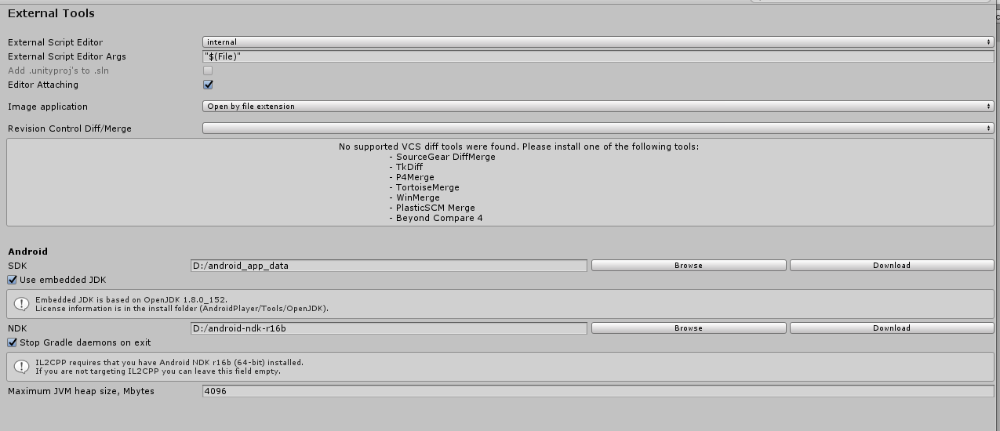 External Tools
External Script Editor
internal
External Script Editor Args
"$(File)"
Add .unityproj's to .sln
Editor Attaching
Image application
Open by file extension
Revision Control Diff/Merge
No supported VCS diff tools were found. Please install one of the following tools:
- SourceGear DiffMerge
- TkDiff
- P4Merge
- TortoiseMerge
- WinMerge
- PlasticSCM Merge
- Beyond Compare 4
Android
SDK
D:/android_app_data
Browse
Download
Use embedded JDK
Embedded JDK is based on OpenJDK 1.8.0_152.
License information is in the install folder (AndroidPlayer/Tools/OpenJDK).
NDK
D:/android-ndk-r16b
Browse
Download
Stop Gradle daemons on exit
IL2CPP requires that you have Android NDK r16b (64-bit) installed.
If you are not targeting IL2CPP you can leave this field empty.
Maximum JVM heap size, Mbytes
4096